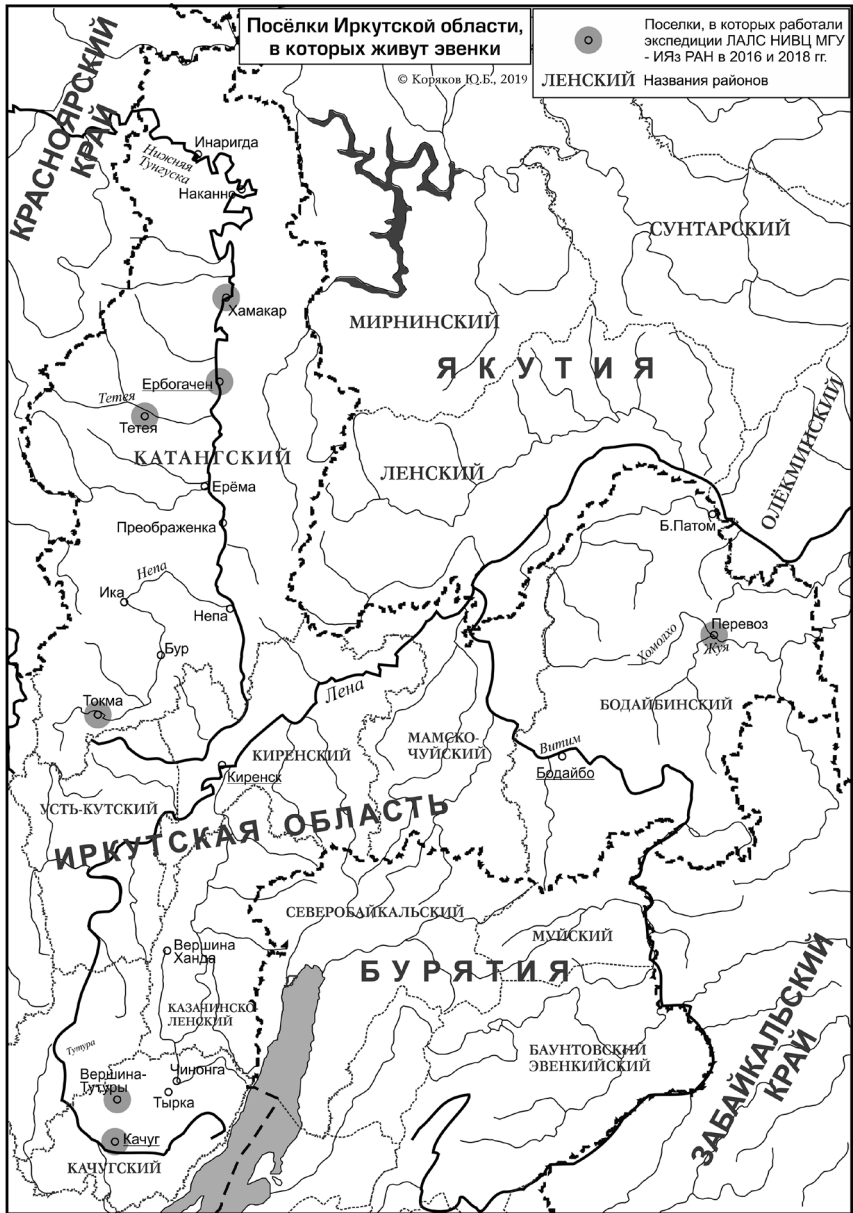 Посёлки Иркутской области,
в которых живут эвенки
Поселки, в которых работали
экспедиции ЛАЛС НИВЦ МГУ
- ИЯз РАН в 2016 и 2018 гг.
ЛЕНСКИЙ Названия районов
© Коряков Ю.Б., 2019
КРАСНОЯРСКИЙ
КРАЙ
Инаригда
Нижняя
Тунгуска
Наканно
СУНТАРСКИЙ
Хамакар
МИРНИНСКИЙ
ЯКУТИЯ
Ербогачен
Тетея
Тетея
КАТАНГСКИЙ
ЛЕНСКИЙ
ОЛЁКМИНСКИЙ
Ерёма
Преображенка
Б.Патом
Непа
Ика
Непа
Перевоз
Хомолхо
Жуя
Бур
Лена
Токма
БОДАЙБИНСКИЙ
МАМСКО-
ЧУЙСКИЙ
КИРЕНСКИЙ
Витим
Киренск
Бодайбо
УСТЬ-КУТСКИЙ
ИРКУТСКАЯ ОБЛАСТЬ
СЕВЕРОБАЙКАЛЬСКИЙ
МУЙСКИЙ
Вершина
Ханда
БУРЯТИЯ
КАЗАЧИНСКО-
ЛЕНСКИЙ
ЗАБАЙКАЛЬСКИЙ
КРАЙ
Тутура
БАУНТОВСКИЙ
ЭВЕНКИЙСКИЙ
Вершина-
Тутуры
Чинонга
Тырка
Качуг
КАЧУГСКИЙ